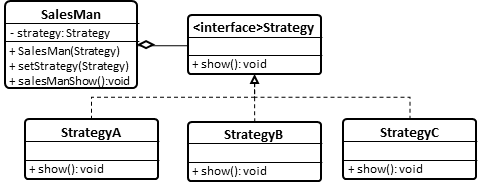 SalesMan
- strategy: Strategy
+ SalesMan(Strategy)
+ setStrategy(Strategy)
+ salesManShow():void
<interface>Strategy
+ show(): void
StrategyA
+ show(): void
StrategyB
+ show(): void
StrategyC
+ show(): void